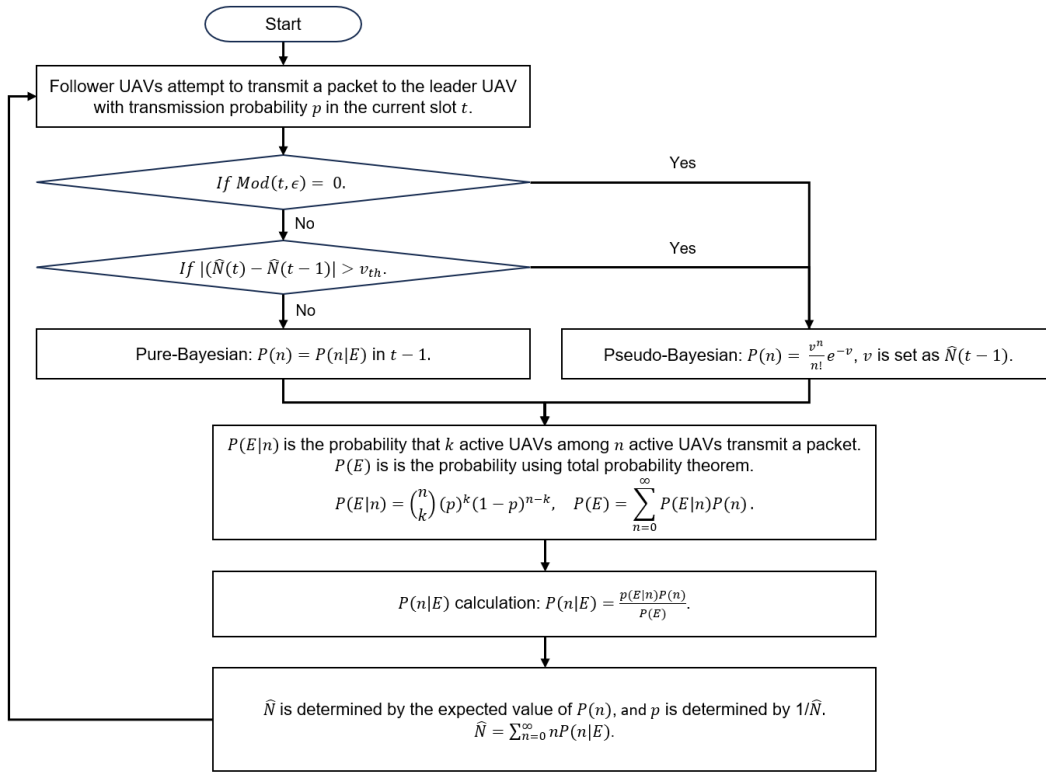 Start
Follower UAVs attempt to transmit a packet to the leader UAV
with transmission probability p in the current slot t.
If Mod(t, ϵ) = 0.
Yes
No
If |(N̂(t) − N̂(t − 1)| > v_th.
Yes
No
Pure-Bayesian: P(n) = P(n|E) in t − 1.
Pseudo-Bayesian: P(n) = v^n/n! e^−v, v is set as N̂(t − 1).
P(E|n) is the probability that k active UAVs among n active UAVs transmit a packet.
P(E) is is the probability using total probability theorem.
P(E|n) = (n k) (p)^k (1 − p)^n−k, P(E) = ∑_{n=0}^{∞} P(E|n)P(n).
P(n|E) calculation: P(n|E) = p(E|n)P(n)/P(E).
N̂ is determined by the expected value of P(n), and p is determined by 1/N̂.
N̂ = ∑_{n=0}^{∞} nP(n|E).